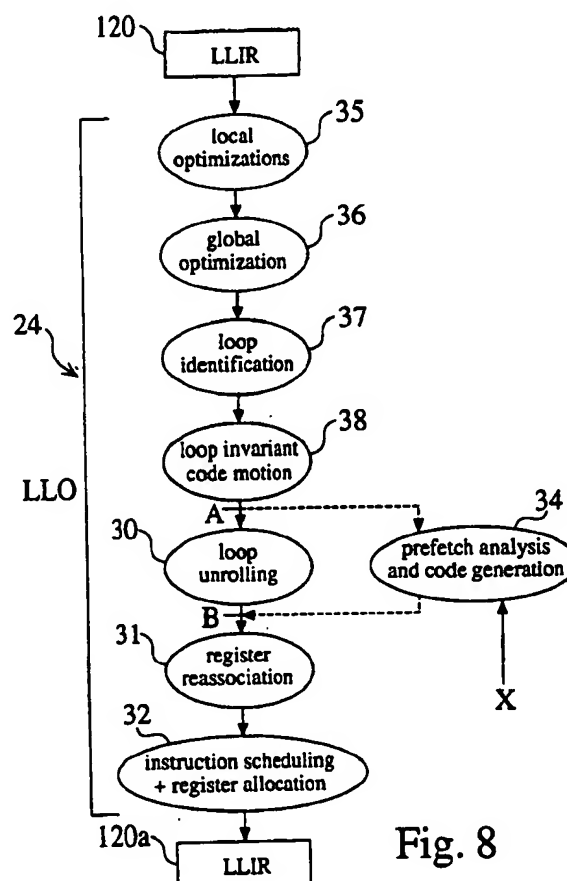 120
LLIR
35
local
optimizations
36
global
optimization
24
37
loop
identification
38
loop invariant
code motion
LLO
A
34
30
loop
unrolling
prefetch analysis
and code generation
B
31
register
reassociation
X
32
instruction scheduling
+ register allocation
120a
LLIR
Fig. 8